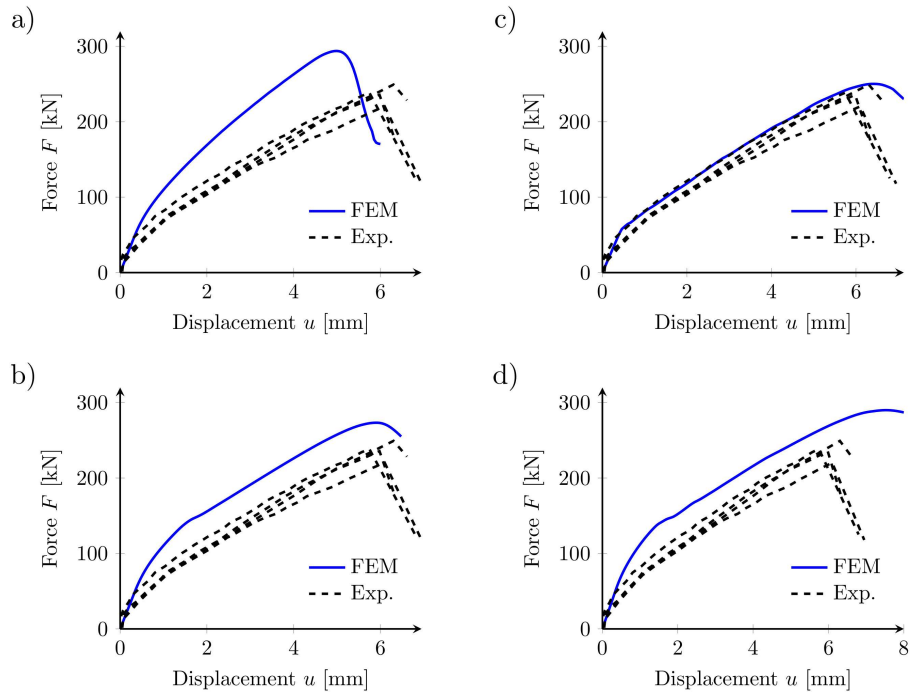 a)
300
200
100
0
0 2 4 6
Force F [kN]
Displacement u [mm]
FEM
Exp.
c)
300
200
100
0
0 2 4 6
Force F [kN]
Displacement u [mm]
FEM
Exp.
b)
300
200
100
0
0 2 4 6
Force F [kN]
Displacement u [mm]
FEM
Exp.
d)
300
200
100
0
0 2 4 6 8
Force F [kN]
Displacement u [mm]
FEM
Exp.